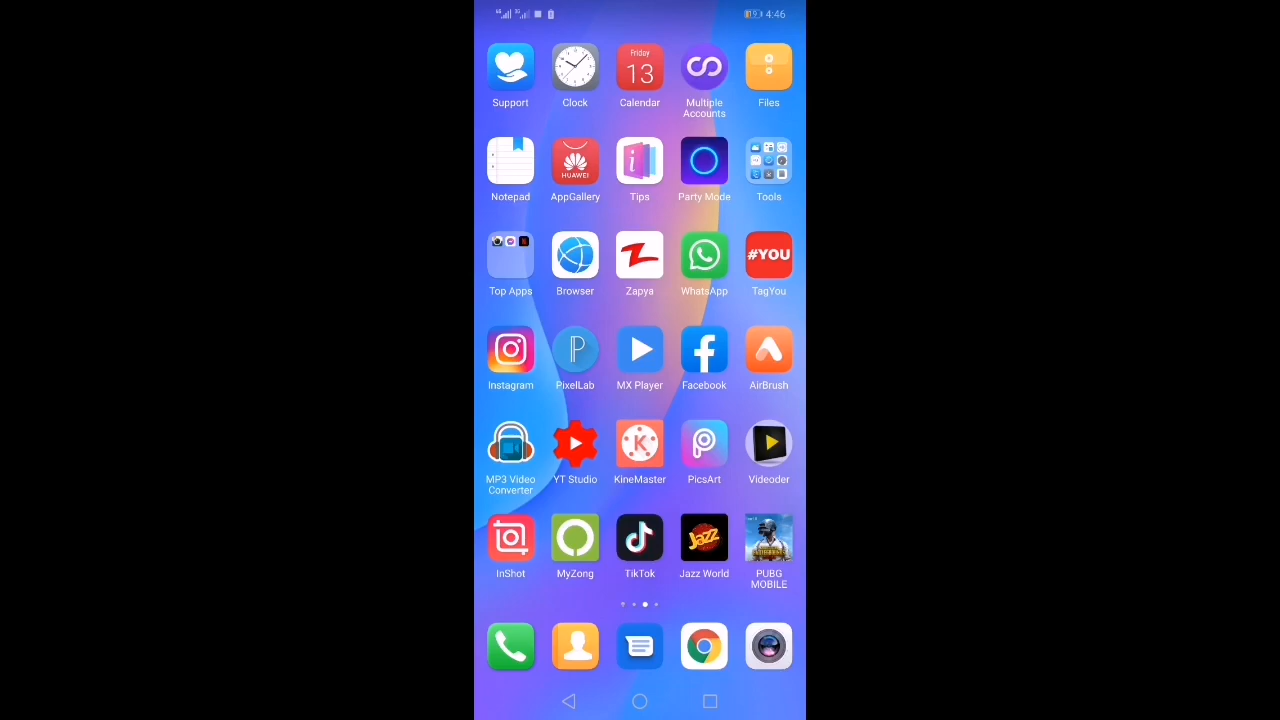 4:46
Friday
13
Support
Clock
Calendar
Multiple
Accounts
Files
HUAWEI
Notepad
AppGallery
Tips
Party Mode
Tools
#YOU
Top Apps
Browser
Zapya
WhatsApp
TagYou
Instagram
PixelLab
MX Player
Facebook
AirBrush
MP3 Video
Converter
YT Studio
KineMaster
PicsArt
Videoder
Jazz
InShot
MyZong
TikTok
Jazz World
PUBG
MOBILE